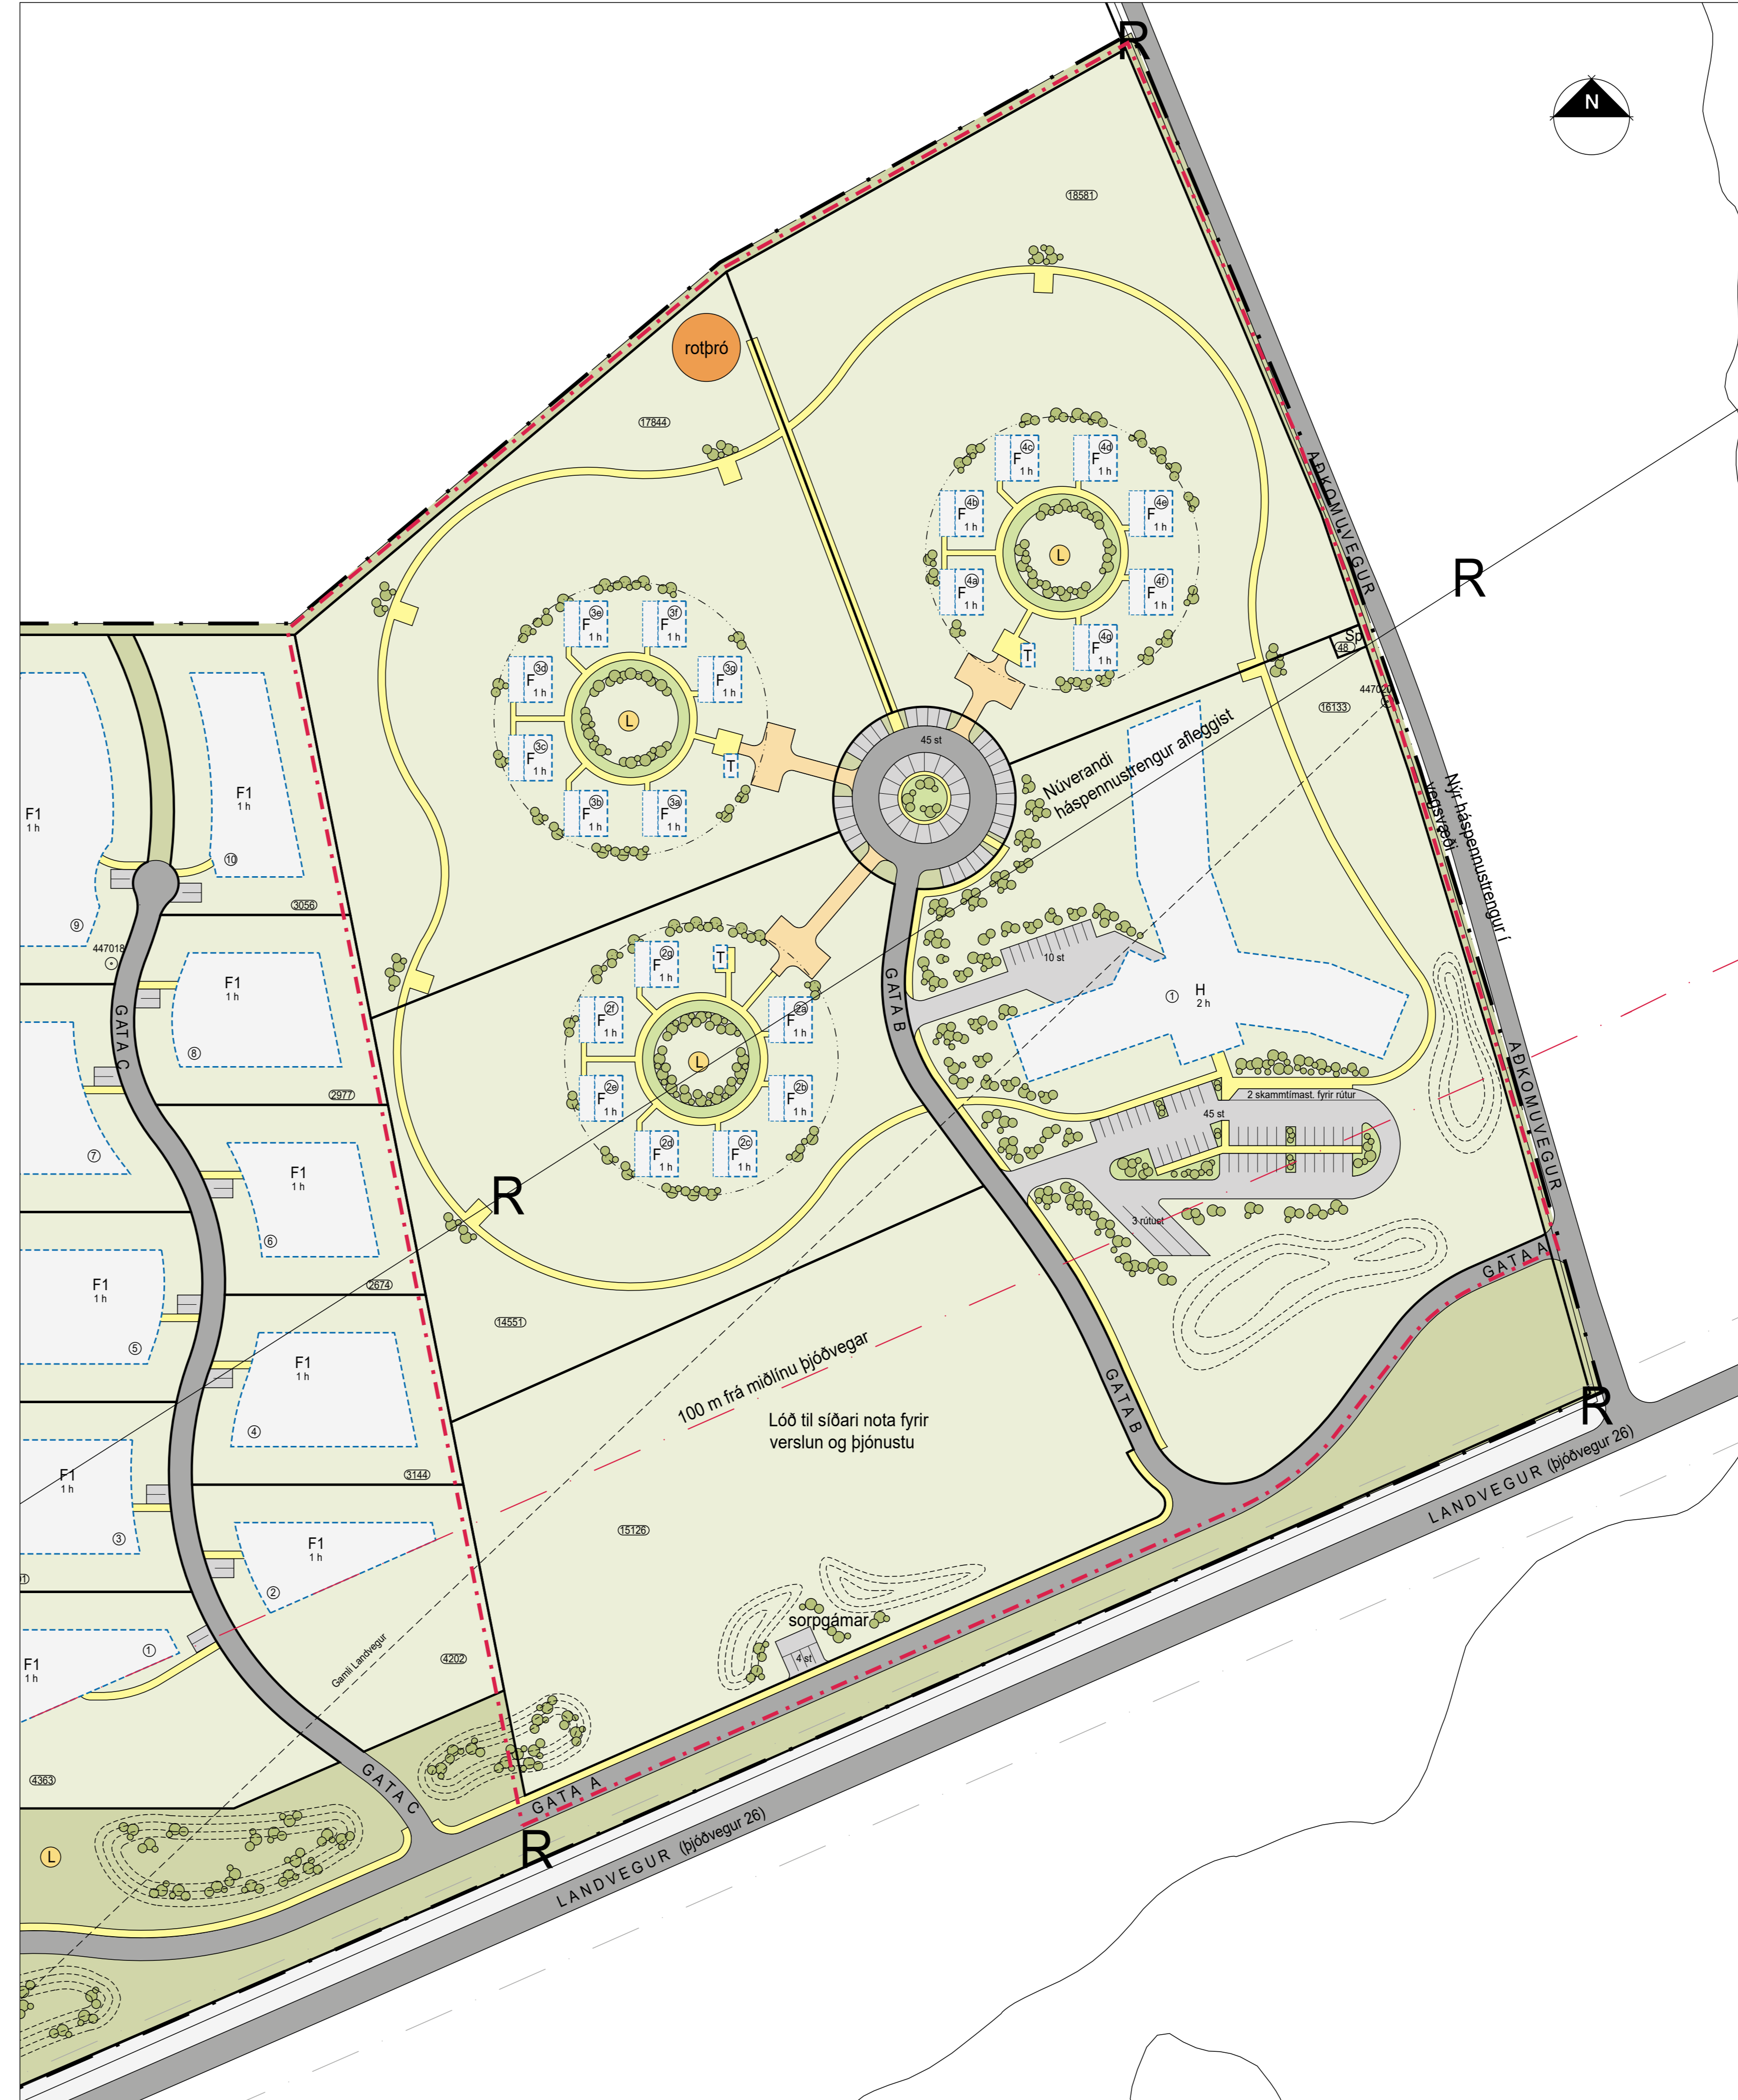 R
N
18581
rotþró
17844
4c
F
1 h
4d
F
1 h
4b
F
1 h
4e
F
1 h
L
4a
F
1 h
4f
F
1 h
4g
F
1 h
T
AÐKOMUVEGUR
R
3e
F
1 h
3f
F
1 h
3d
F
1 h
3g
F
1 h
L
3c
F
1 h
T
3b
F
1 h
3a
F
1 h
Sp
48
16133
45 st
Núverandi
háspennustrengur afleggist
Nýr háspennustrengur í
vegsvæði
F1
1 h
F1
1 h
10
9
3056
447018
GATA C
F1
1 h
8
2977
7
2g
F
1 h
T
2f
F
1 h
2a
F
1 h
L
2e
F
1 h
2b
F
1 h
2d
F
1 h
2c
F
1 h
GATA B
10 st
1
H
2 h
AÐKOMUVEGUR
2 skammtímast. fyrir rútur
45 st
3 rútust
R
F1
1 h
6
2674
F1
1 h
5
14551
GATA A
100 m frá miðlínu þjóðvegar
F1
1 h
4
Lóð til síðari nota fyrir
verslun og þjónustu
GATA B
R
LANDVEGUR (þjóðvegur 26)
3144
F1
1 h
3
15126
F1
1 h
2
sorpgámar
4 st
1
F1
1 h
Gamli Landvegur
4202
4363
GATA C
GATA A
R
L
LANDVEGUR (þjóðvegur 26)